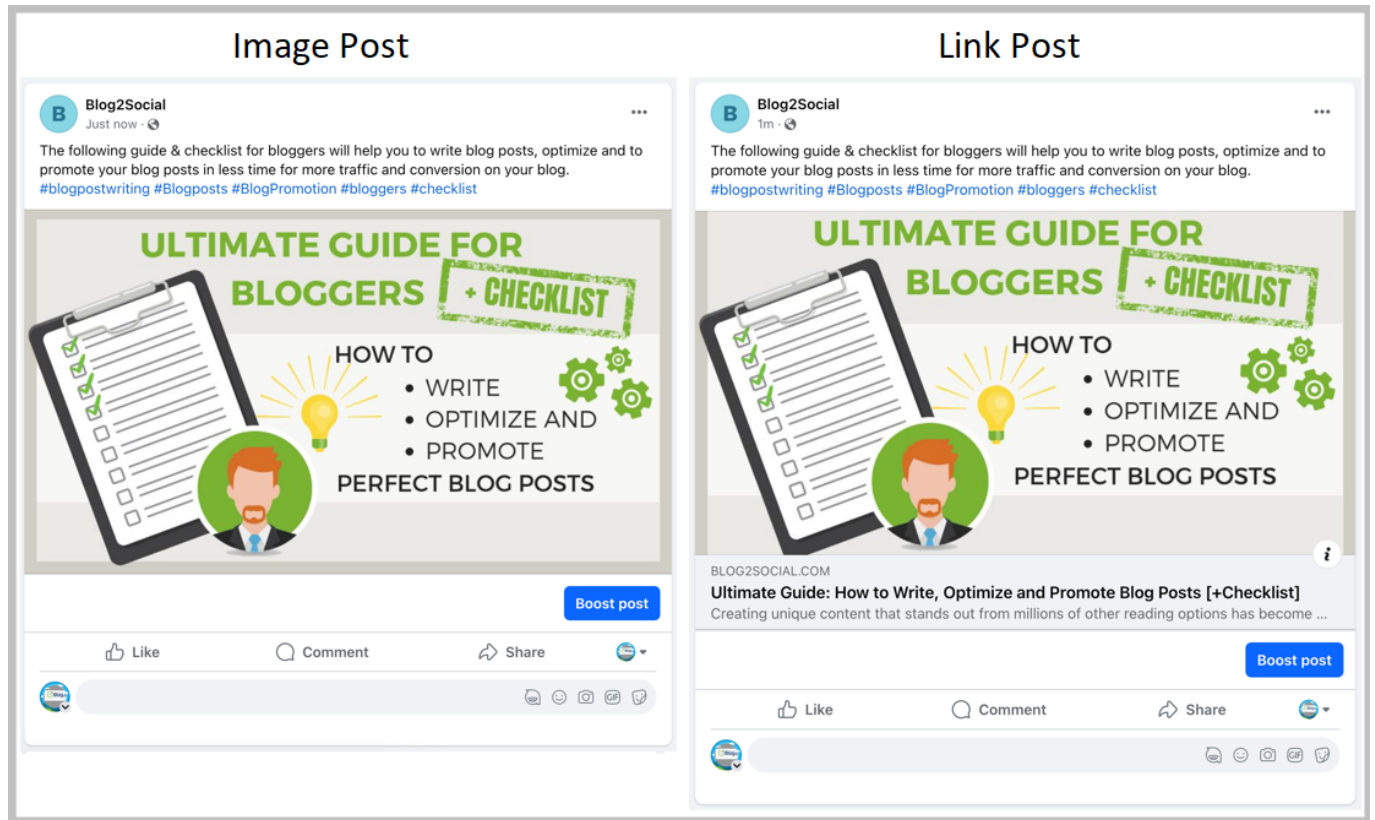 Image Post
Blog2Social
Just now ·
The following guide & checklist for bloggers will help you to write blog posts, optimize and to
promote your blog posts in less time for more traffic and conversion on your blog.
#blogpostwriting #Blogposts #BlogPromotion #bloggers #checklist
ULTIMATE GUIDE FOR
BLOGGERS + CHECKLIST
HOW TO
• WRITE
• OPTIMIZE AND
• PROMOTE
PERFECT BLOG POSTS
Boost post
Like Comment Share
GIF
Link Post
B
Blog2Social
1m ·
The following guide & checklist for bloggers will help you to write blog posts, optimize and to
promote your blog posts in less time for more traffic and conversion on your blog.
#blogpostwriting #Blogposts #BlogPromotion #bloggers #checklist
ULTIMATE GUIDE FOR
BLOGGERS + CHECKLIST
HOW TO
• WRITE
• OPTIMIZE AND
• PROMOTE
PERFECT BLOG POSTS
i
BLOG2SOCIAL.COM
Ultimate Guide: How to Write, Optimize and Promote Blog Posts [+Checklist]
Creating unique content that stands out from millions of other reading options has become ...
Boost post
Like Comment Share
GIF